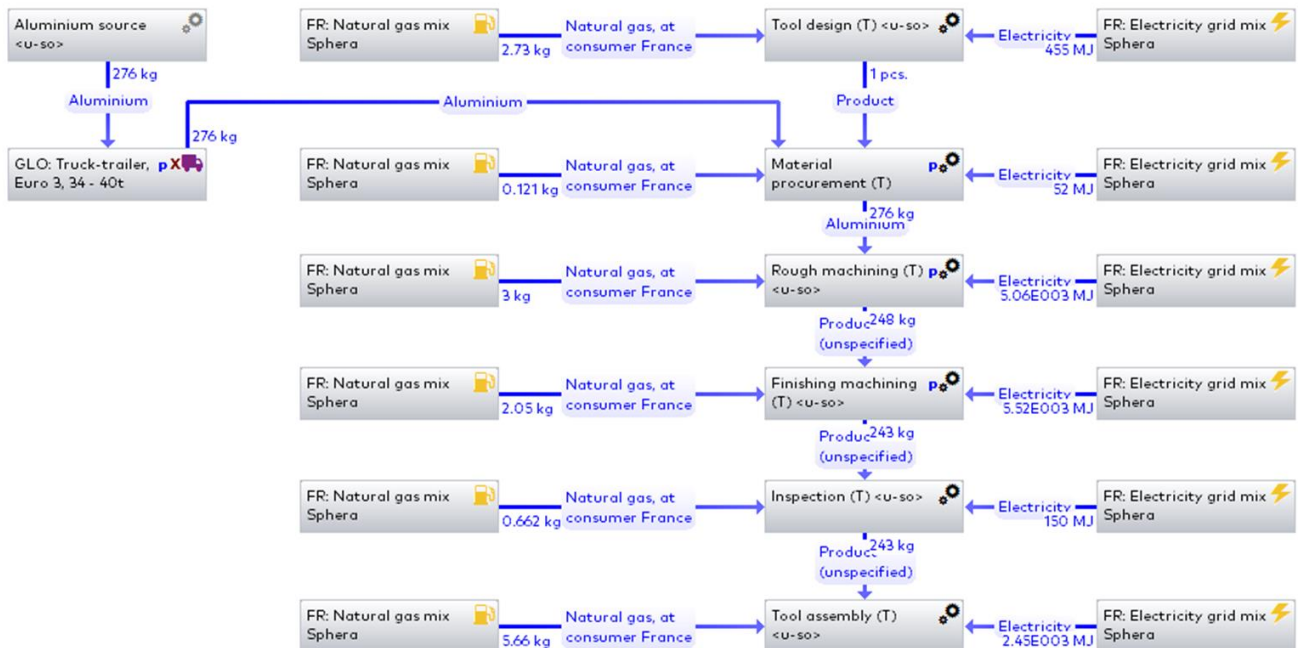 Aluminium source
<u-so>
276 kg
Aluminium
GLO: Truck-trailer,
Euro 3, 34 - 40t
p X
276 kg
Aluminium
FR: Natural gas mix
Sphera
2.73 kg
Natural gas, at
consumer France
Tool design (T) <u-so>
Electricity
455 MJ
FR: Electricity grid mix
Sphera
1 pcs.
Product
FR: Natural gas mix
Sphera
0.121 kg
Natural gas, at
consumer France
Material
procurement (T)
p
Electricity
52 MJ
FR: Electricity grid mix
Sphera
276 kg
Aluminium
FR: Natural gas mix
Sphera
3 kg
Natural gas, at
consumer France
Rough machining (T)
<u-so>
p
Electricity
5.06E003 MJ
FR: Electricity grid mix
Sphera
248 kg
Produc
(unspecified)
FR: Natural gas mix
Sphera
2.05 kg
Natural gas, at
consumer France
Finishing machining
(T) <u-so>
p
Electricity
5.52E003 MJ
FR: Electricity grid mix
Sphera
243 kg
Produc
(unspecified)
FR: Natural gas mix
Sphera
0.662 kg
Natural gas, at
consumer France
Inspection (T) <u-so>
Electricity
150 MJ
FR: Electricity grid mix
Sphera
243 kg
Product
(unspecified)
FR: Natural gas mix
Sphera
5.66 kg
Natural gas, at
consumer France
Tool assembly (T)
<u-so>
Electricity
2.45E003 MJ
FR: Electricity grid mix
Sphera